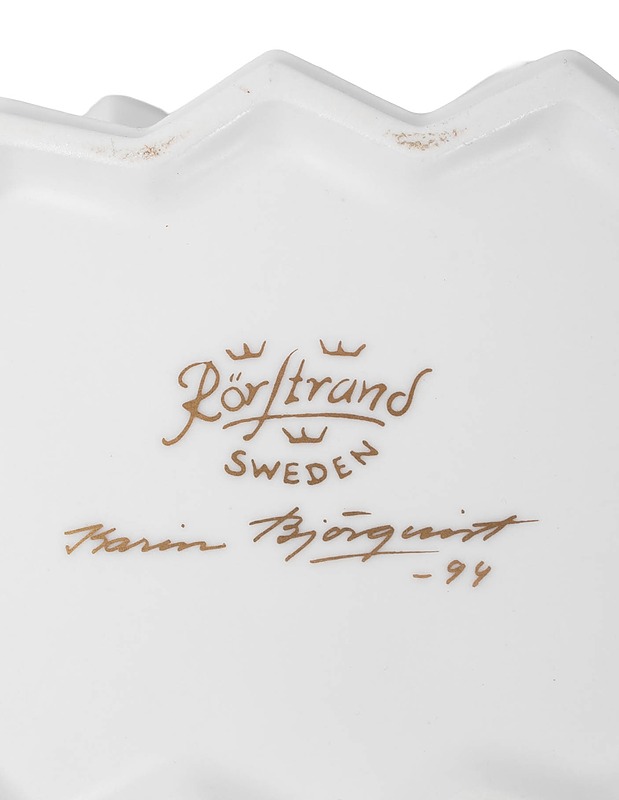 Rörstrand
SWEDEN
Karin Björquist
-94